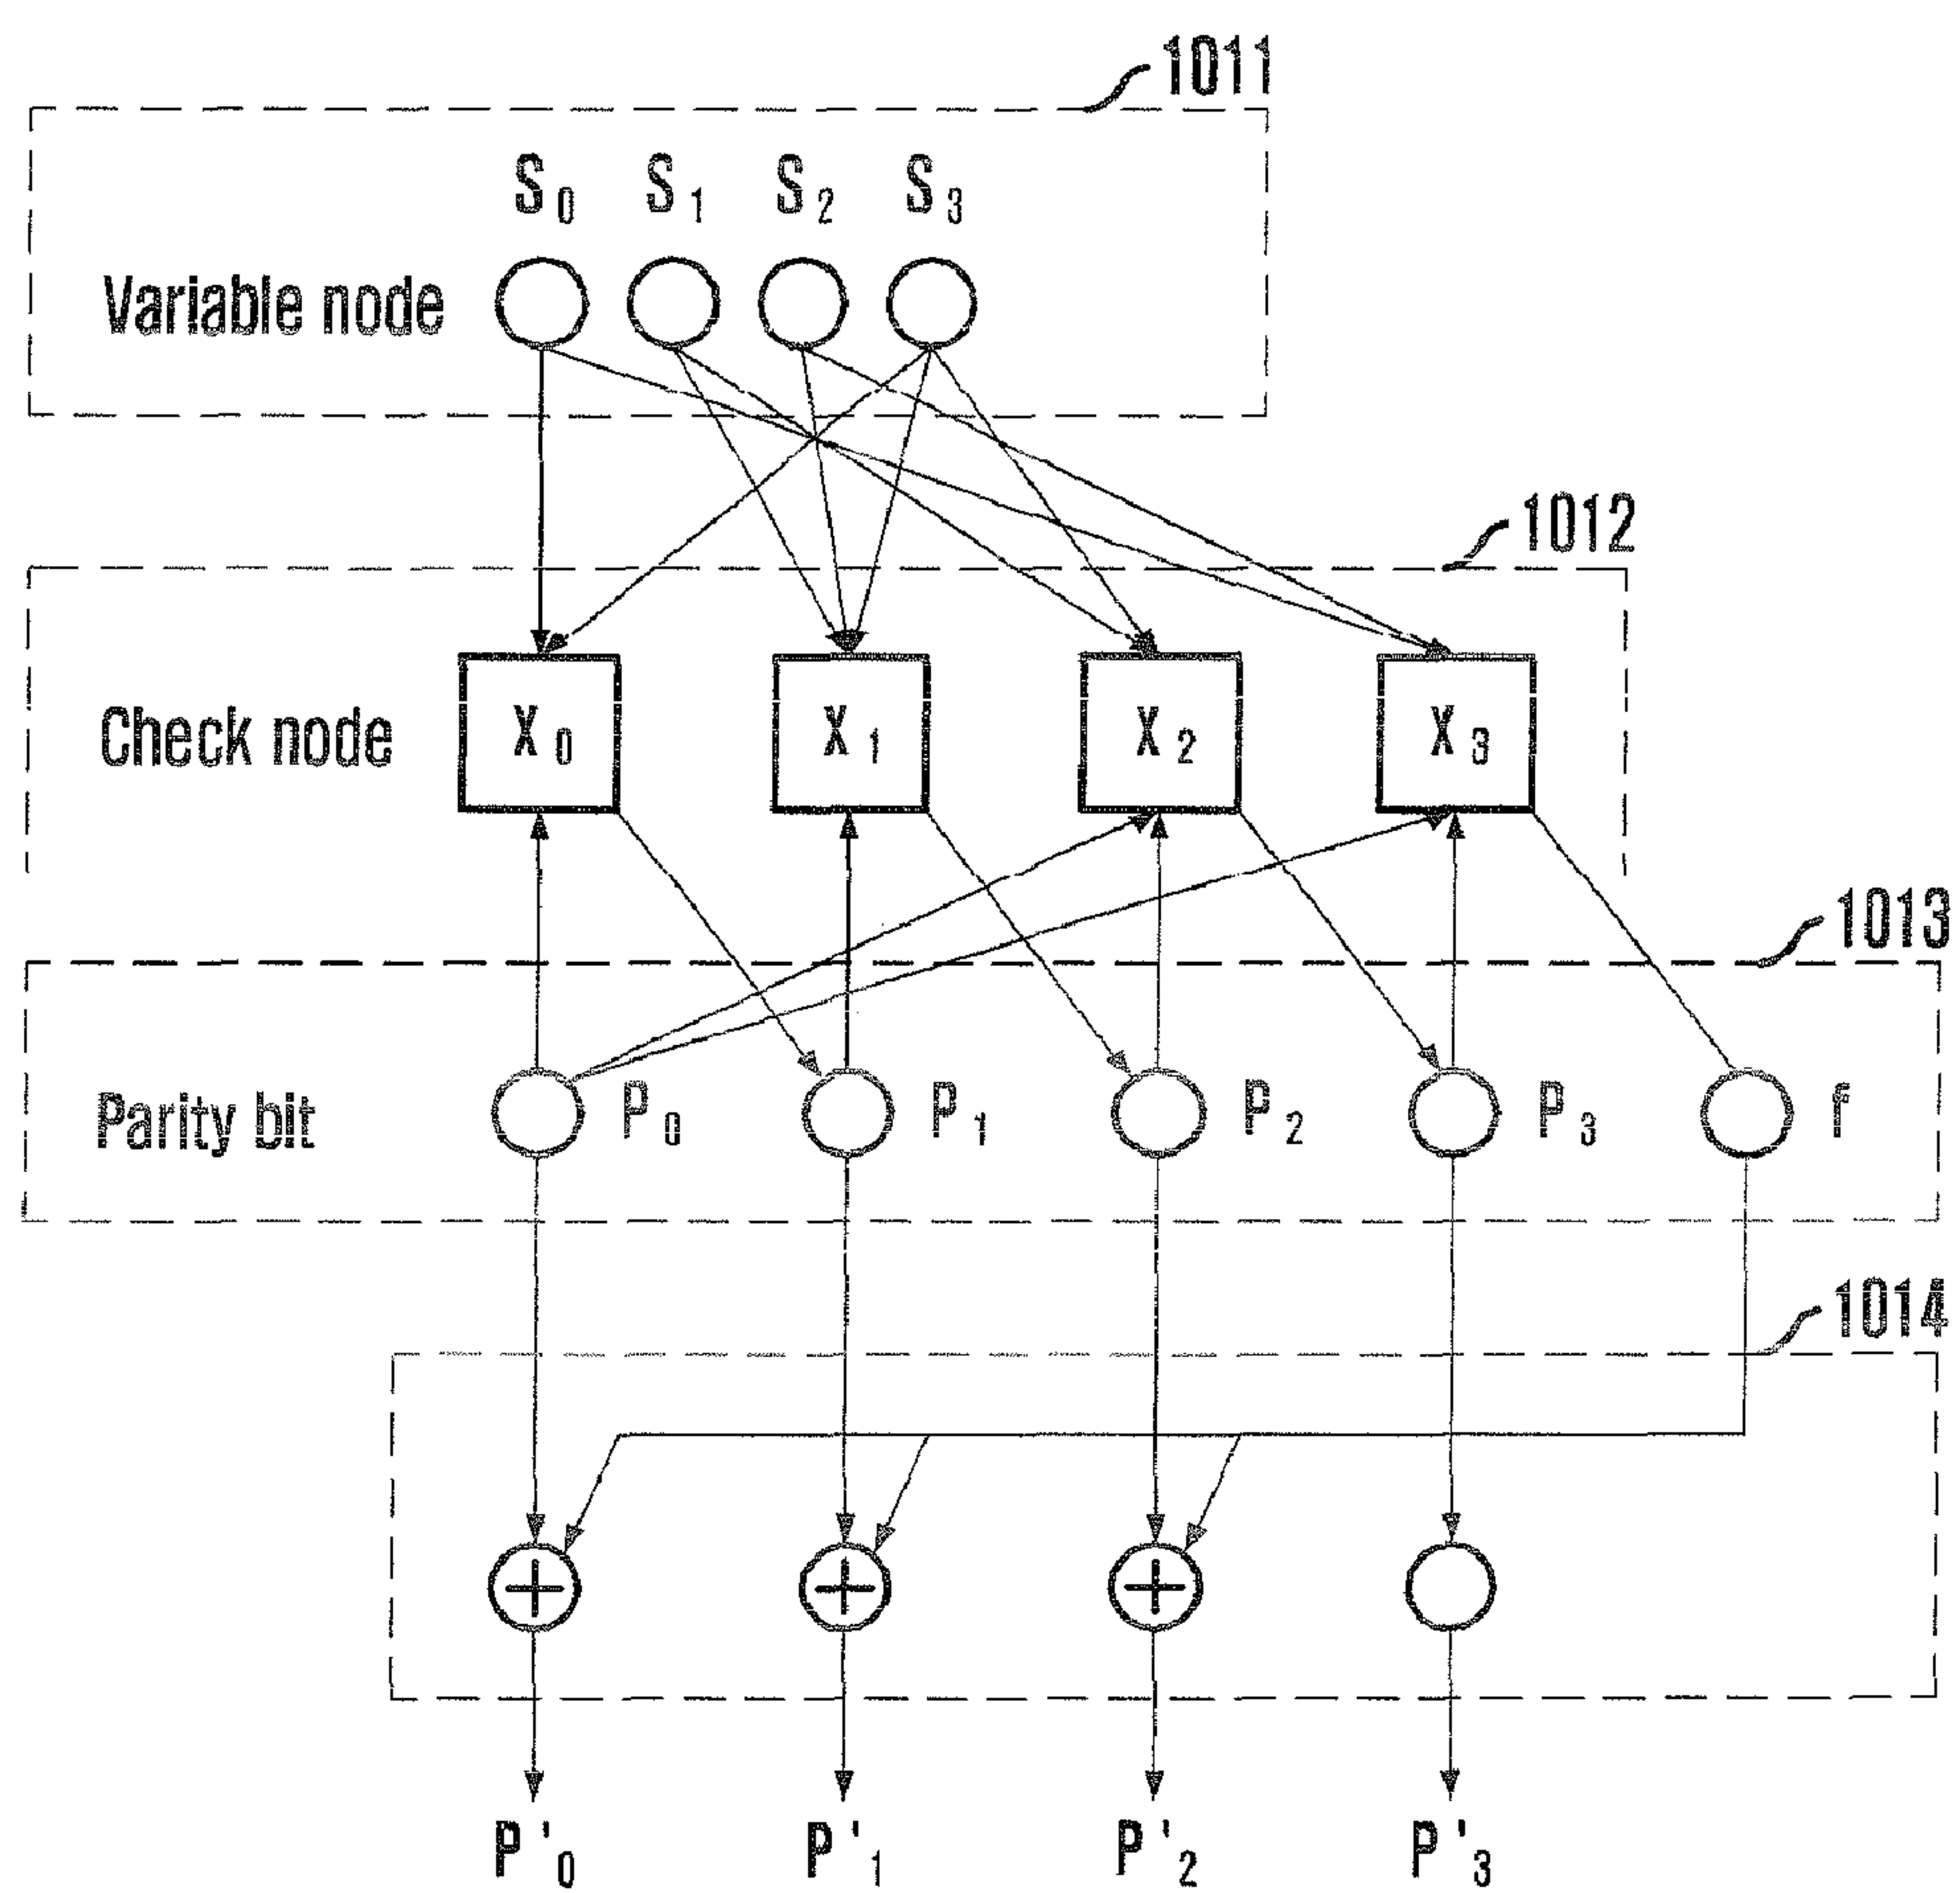 1011
S0 S1 S2 S3
Variable node
1012
Check node X0 X1 X2 X3
1013
Parity bit P0 P1 P2 P3 f
1014
P'0 P'1 P'2 P'3